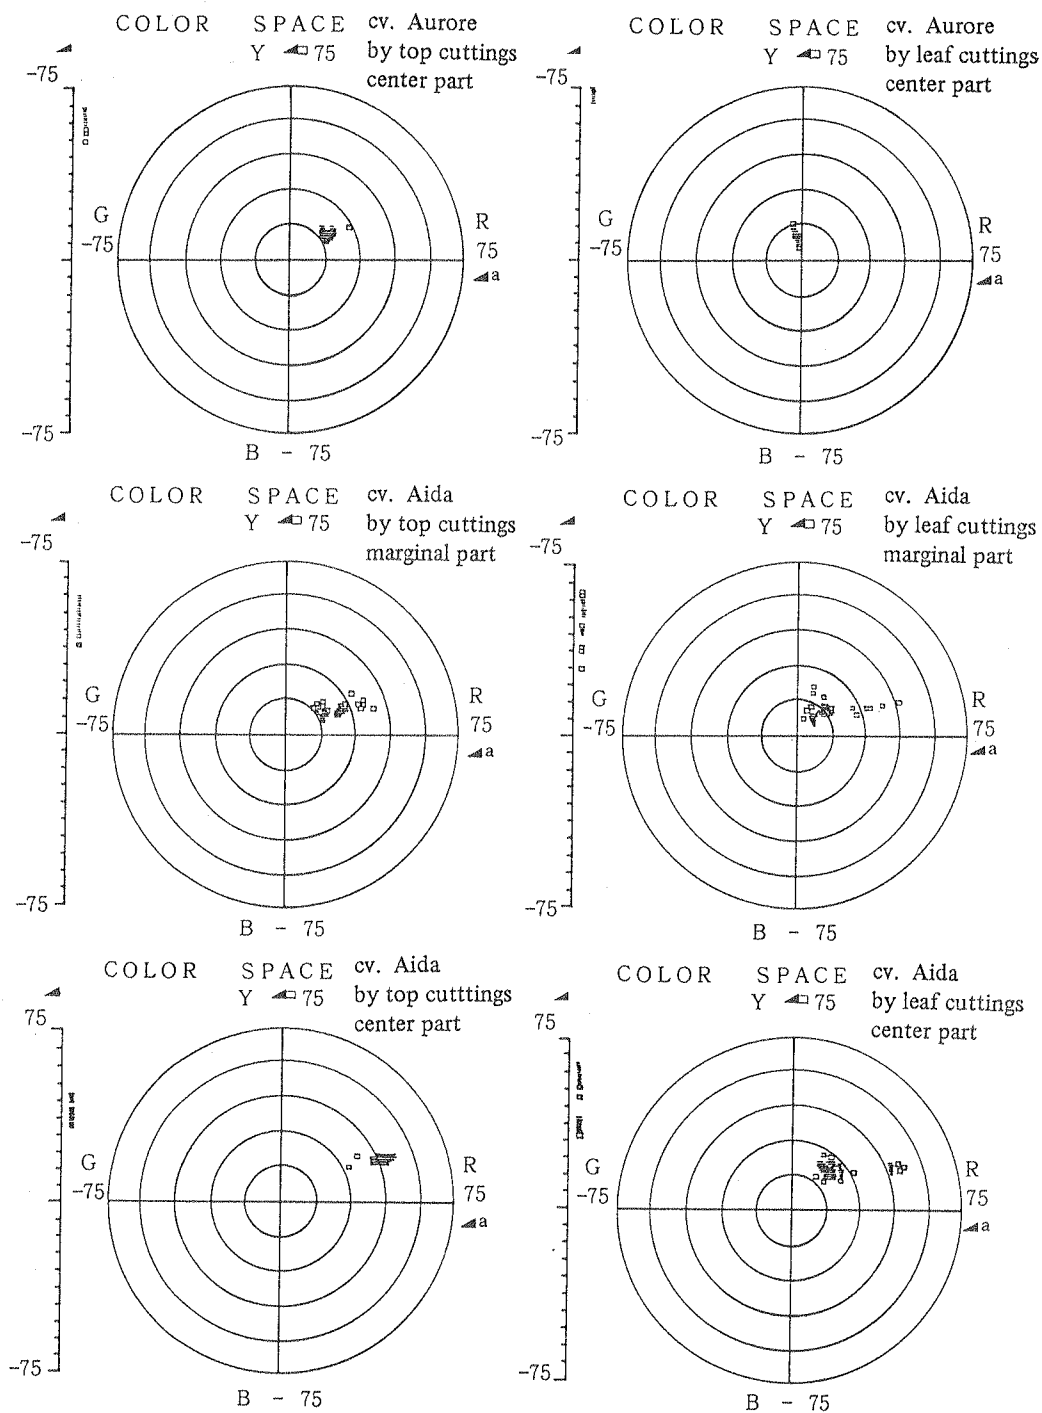 COLOR SPACE cv. Aurore
Y 75 by top cuttings
-75 center part
G
-75
R
75
a
-75
B - 75
COLOR SPACE cv. Aurore
Y 75 by leaf cuttings
-75 center part
G
-75
R
75
a
-75
B - 75
COLOR SPACE cv. Aida
Y 75 by top cuttings
-75 marginal part
G
-75
R
75
a
-75
B - 75
COLOR SPACE cv. Aida
Y 75 by leaf cuttings
-75 marginal part
G
-75
R
75
a
-75
B - 75
COLOR SPACE cv. Aida
Y 75 by top cutttings
75 center part
G
-75
R
75
a
-75
B - 75
COLOR SPACE cv. Aida
Y 75 by leaf cuttings
75 center part
G
-75
R
75
a
-75
B - 75